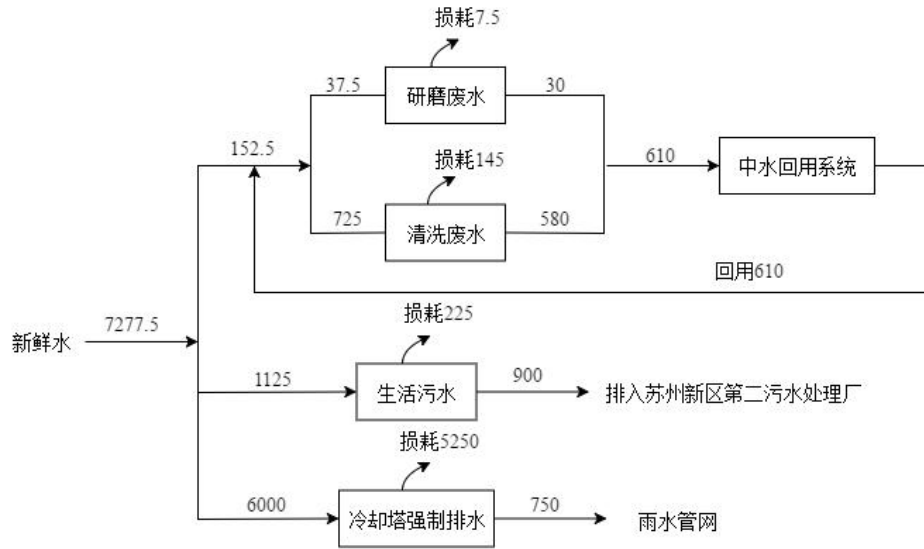 损耗7.5
37.5
研磨废水
30
152.5
损耗145
610
中水回用系统
725
清洗废水
580
回用610
新鲜水
7277.5
损耗225
1125
生活污水
900
排入苏州新区第二污水处理厂
损耗5250
6000
冷却塔强制排水
750
雨水管网